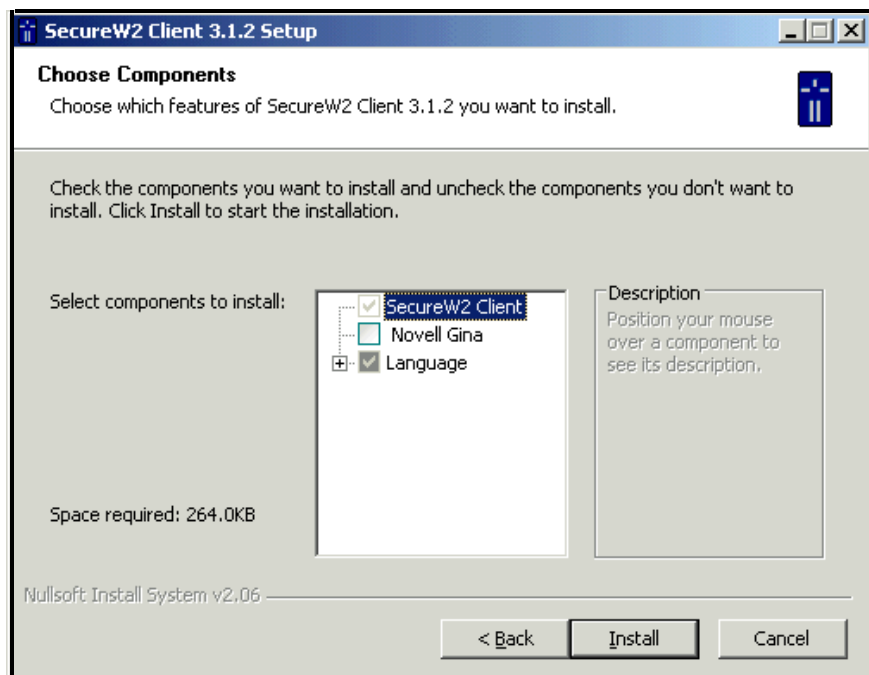 SecureW2 Client 3.1.2 Setup
Choose Components
Choose which features of SecureW2 Client 3.1.2 you want to install.
Check the components you want to install and uncheck the components you don't want to
install. Click Install to start the installation.
Select components to install:
SecureW2 Client
Novell Gina
Language
Description
Position your mouse
over a component to
see its description.
Space required: 264.0KB
Nullsoft Install System v2.06
< Back
Install
Cancel